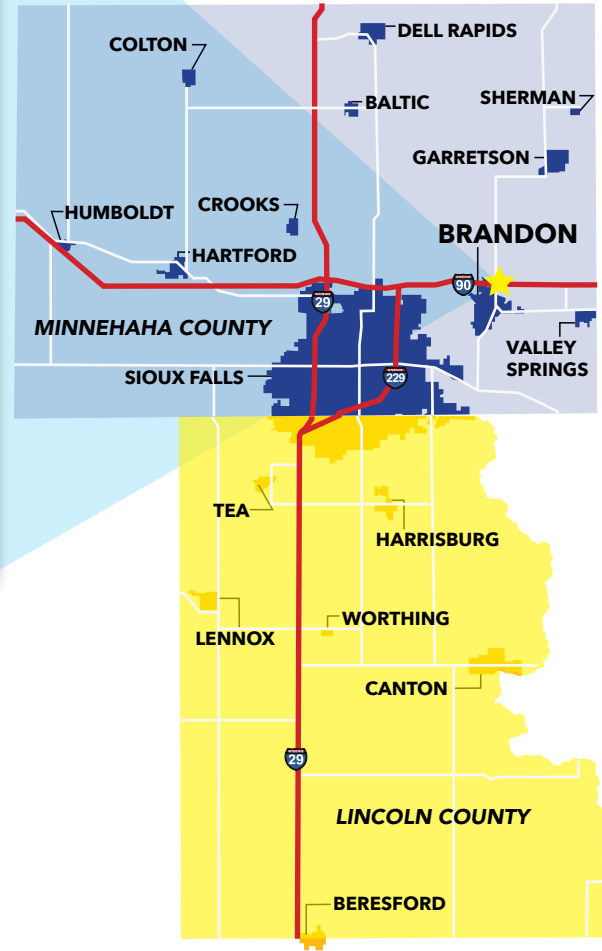 DELL RAPIDS
COLTON
SHERMAN
BALTIC
GARRETSON
CROOKS
HUMBOLDT
BRANDON
HARTFORD
90
29
MINNEHAHA COUNTY
VALLEY
SPRINGS
SIOUX FALLS
229
TEA
HARRISBURG
WORTHING
LENNOX
CANTON
29
LINCOLN COUNTY
BERESFORD